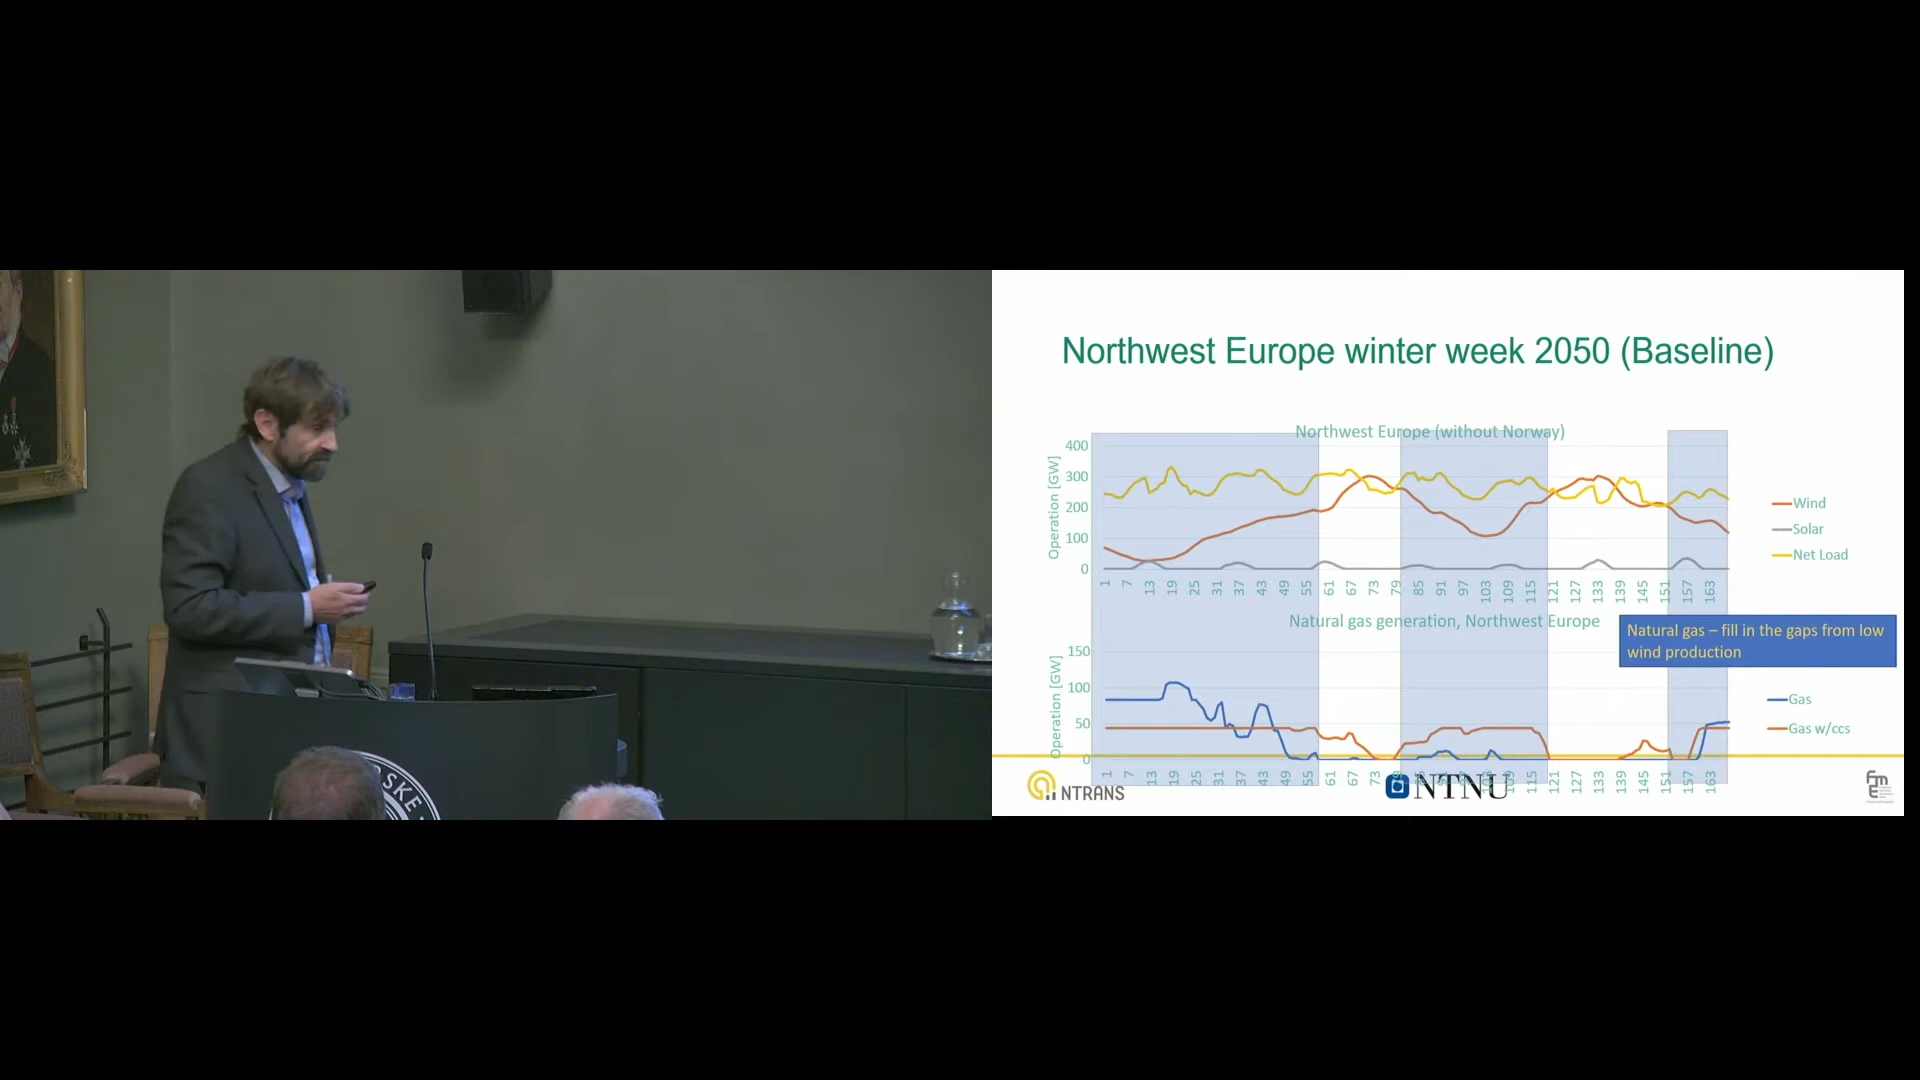 Northwest Europe winter week 2050 (Baseline)
Northwest Europe (without Norway)
Operation [GW]
400
300
200
100
0
1 7 13 19 25 31 37 43 49 55 61 67 73 79 85 91 97 103 109 115 121 127 133 139 145 151 157 163
Wind
Solar
Net Load
Natural gas generation, Northwest Europe
Natural gas – fill in the gaps from low
wind production
Operation [GW]
150
100
50
0
1 7 13 19 25 31 37 43 49 55 61 67 73 79 115 121 127 133 139 145 151 157 163
Gas
Gas w/ccs
NTRANS
NTNU
fme
SKE